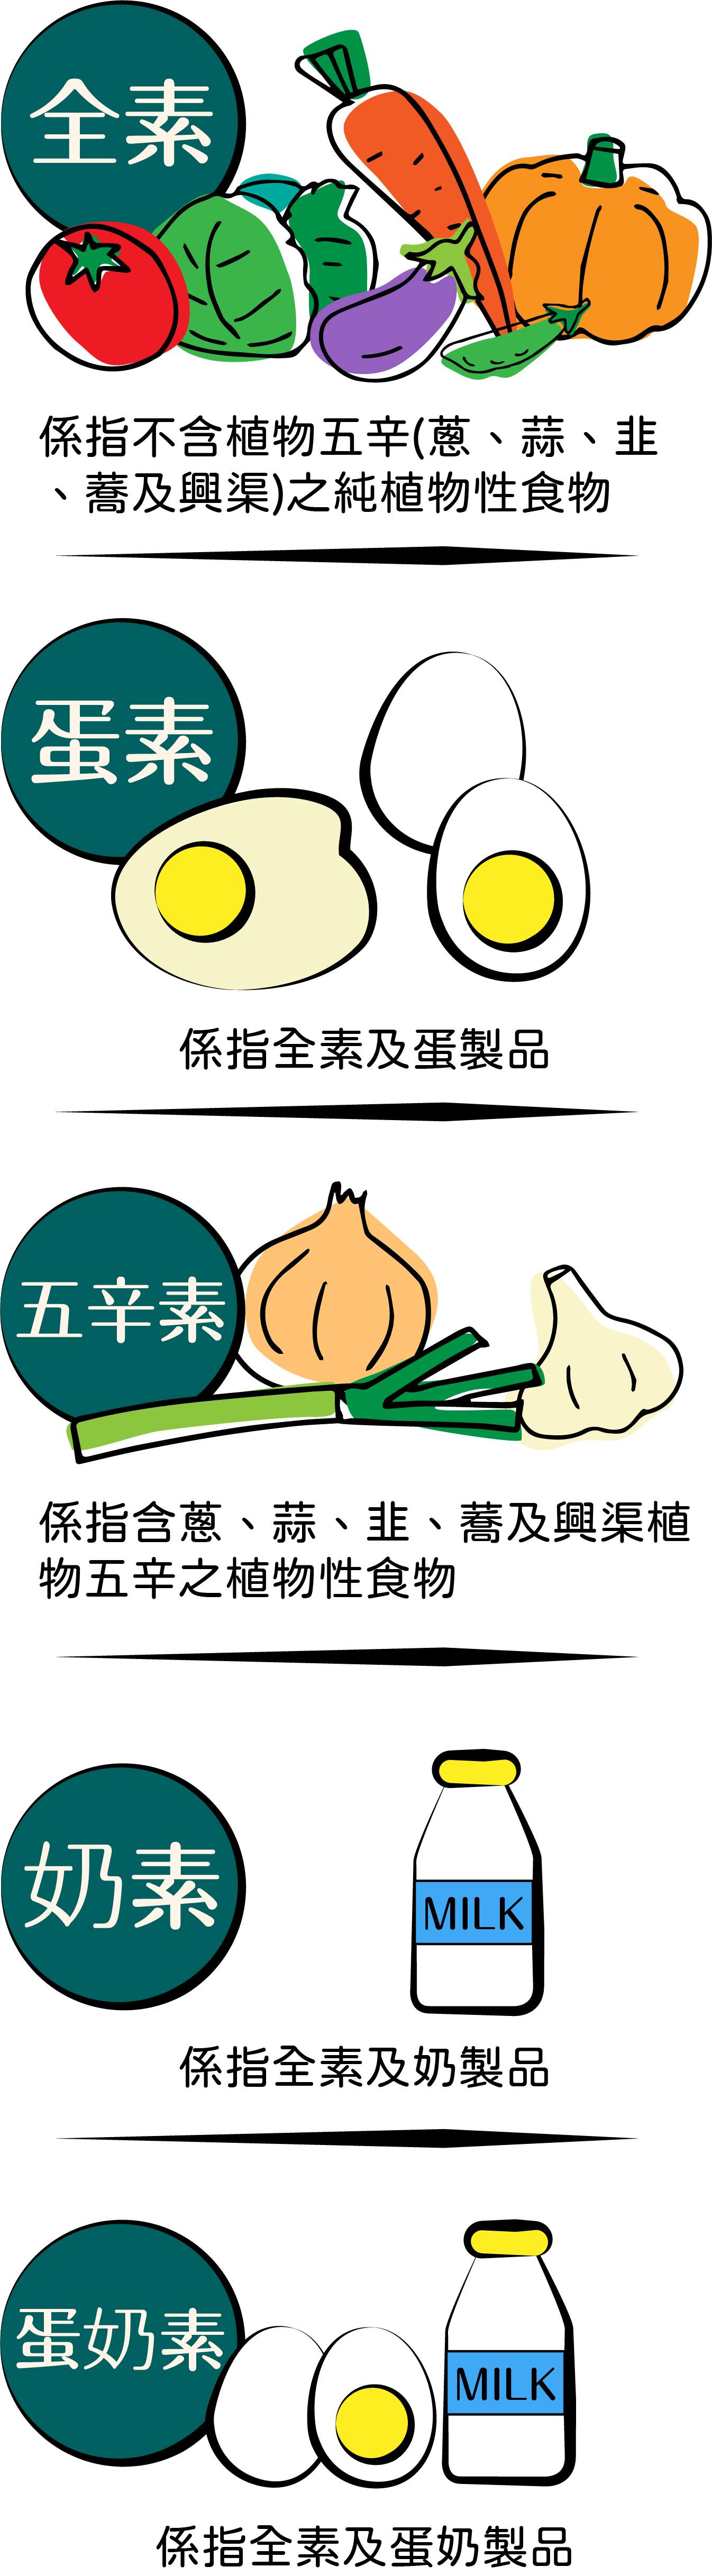 全素
係指不含植物五辛(蔥、蒜、韭
、蕎及興渠)之純植物性食物
蛋素
係指全素及蛋製品
五辛素
係指含蔥、蒜、韭、蕎及興渠植
物五辛之植物性食物
奶素
MILK
係指全素及奶製品
蛋奶素
MILK
係指全素及蛋奶製品